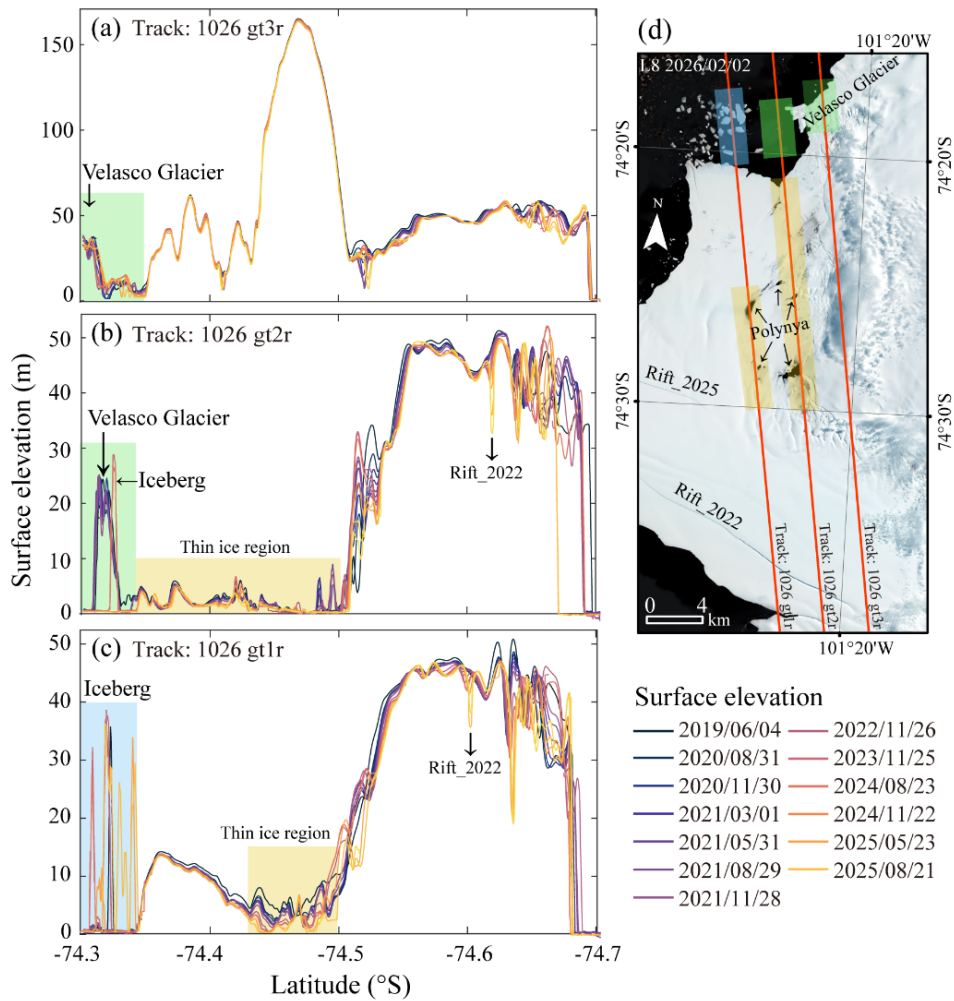 (a) Track: 1026 gt3r
150
100
50
0
Velasco Glacier
(b) Track: 1026 gt2r
50
40
30
20
10
0
Velasco Glacier
Iceberg
Thin ice region
Rift_2022
Surface elevation (m)
(c) Track: 1026 gt1r
50
40
30
20
10
0
Iceberg
Thin ice region
Rift_2022
-74.3 -74.4 -74.5 -74.6 -74.7
Latitude (°S)
(d)
101°20'W
L8 2026/02/02
Velasco Glacier
74°20'S
74°20'S
N
Polynya
Rift_2025
74°30'S
74°30'S
Rift_2022
Track: 1026 gt1r
Track: 1026 gt2r
Track: 1026 gt3r
0 4
km
101°20'W
Surface elevation
2019/06/04
2020/08/31
2020/11/30
2021/03/01
2021/05/31
2021/08/29
2021/11/28
2022/11/26
2023/11/25
2024/08/23
2024/11/22
2025/05/23
2025/08/21